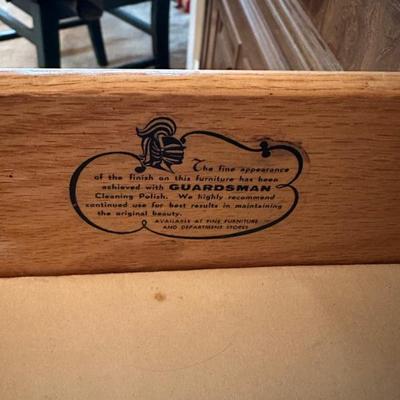 The fine appearance
of the finish on this furniture has been
achieved with GUARDSMAN
Cleaning Polish. We highly recommend
continued use for best results in maintaining
the original beauty.
AVAILABLE AT FINE FURNITURE
AND DEPARTMENT STORES